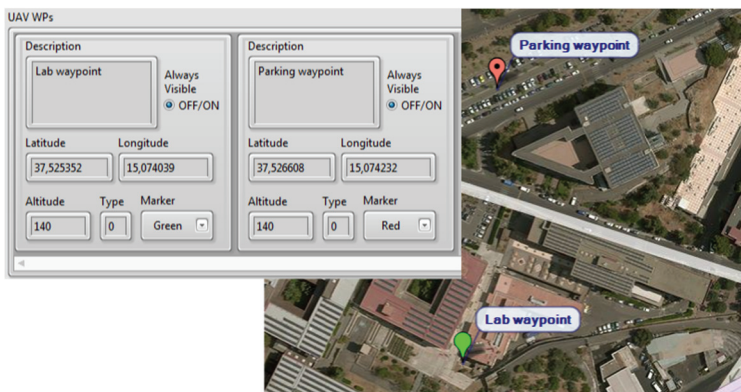 UAV WPs
Description
Lab waypoint
Always
Visible
OFF/ON
Latitude Longitude
37,525352 15,074039
Altitude Type Marker
140 0 Green
Description
Parking waypoint
Always
Visible
OFF/ON
Latitude Longitude
37,526608 15,074232
Altitude Type Marker
140 0 Red
Parking waypoint
Lab waypoint